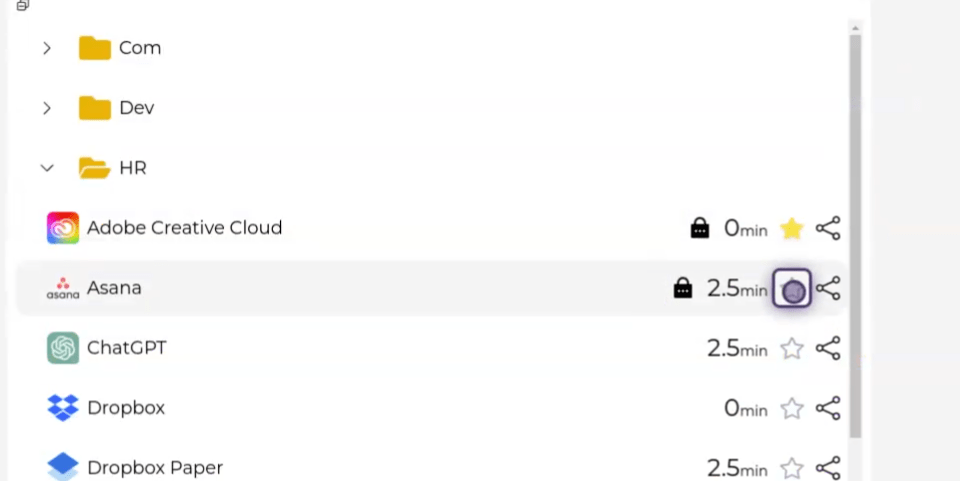 Com
Dev
HR
Adobe Creative Cloud 0min
asana Asana 2.5min
ChatGPT 2.5min
Dropbox 0min
Dropbox Paper 2.5min